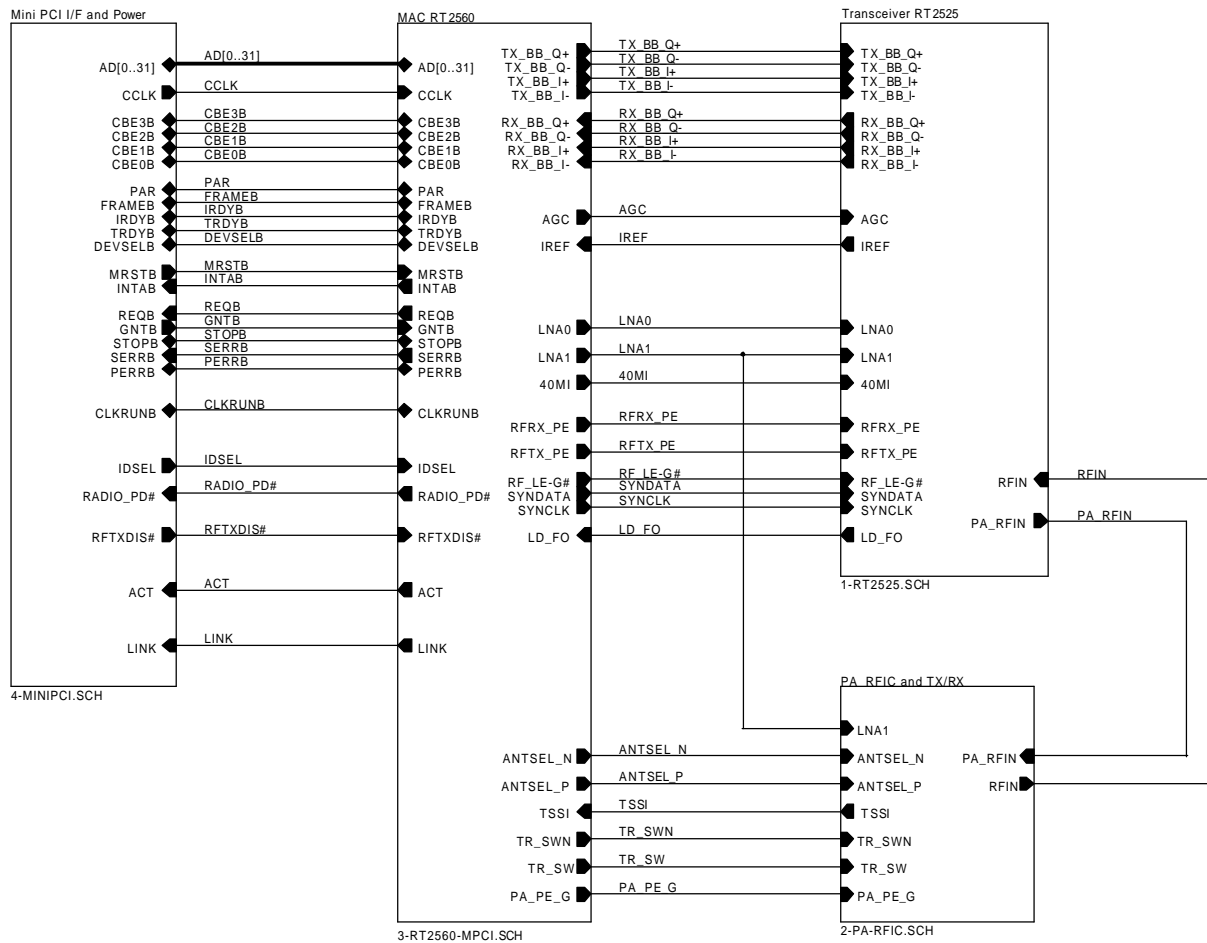 Mini PCI I/F and Power
AD[0..31]
CCLK
CBE3B
CBE2B
CBE1B
CBE0B
PAR
FRAMEB
IRDYB
TRDYB
DEVSELB
MRSTB
INTAB
REQB
GNTB
STOPB
SERRB
PERRB
CLKRUNB
IDSEL
RADIO_PD#
RFTXDIS#
ACT
LINK
4-MINIPCI.SCH
AD[0..31]
CCLK
CBE3B
CBE2B
CBE1B
CBE0B
PAR
FRAMEB
IRDYB
TRDYB
DEVSELB
MRSTB
INTAB
REQB
GNTB
STOPB
SERRB
PERRB
CLKRUNB
IDSEL
RADIO_PD#
RFTXDIS#
ACT
LINK
MAC RT2560
AD[0..31]
CCLK
CBE3B
CBE2B
CBE1B
CBE0B
PAR
FRAMEB
IRDYB
TRDYB
DEVSELB
MRSTB
INTAB
REQB
GNTB
STOPB
SERRB
PERRB
CLKRUNB
IDSEL
RADIO_PD#
RFTXDIS#
ACT
LINK
TX_BB_Q+
TX_BB_Q-
TX_BB_I+
TX_BB_I-
RX_BB_Q+
RX_BB_Q-
RX_BB_I+
RX_BB_I-
AGC
IREF
LNA0
LNA1
40MI
RFRX_PE
RFTX_PE
RF_LE-G#
SYNDATA
SYNCLK
LD_FO
ANTSEL_N
ANTSEL_P
TSSI
TR_SWN
TR_SW
PA_PE_G
3-RT2560-MPCI.SCH
TX_BB_Q+
TX_BB_Q-
TX_BB_I+
TX_BB_I-
RX_BB_Q+
RX_BB_Q-
RX_BB_I+
RX_BB_I-
AGC
IREF
LNA0
LNA1
40MI
RFRX_PE
RFTX_PE
RF_LE-G#
SYNDATA
SYNCLK
LD_FO
ANTSEL_N
ANTSEL_P
TSSI
TR_SWN
TR_SW
PA_PE_G
Transceiver RT2525
TX_BB_Q+
TX_BB_Q-
TX_BB_I+
TX_BB_I-
RX_BB_Q+
RX_BB_Q-
RX_BB_I+
RX_BB_I-
AGC
IREF
LNA0
LNA1
40MI
RFRX_PE
RFTX_PE
RF_LE-G#
SYNDATA
SYNCLK
LD_FO
RFIN
PA_RFIN
1-RT2525.SCH
RFIN
PA_RFIN
PA_RFIC and TX/RX
LNA1
ANTSEL_N
ANTSEL_P
TSSI
TR_SWN
TR_SW
PA_PE_G
PA_RFIN
RFIN
2-PA-RFIC.SCH